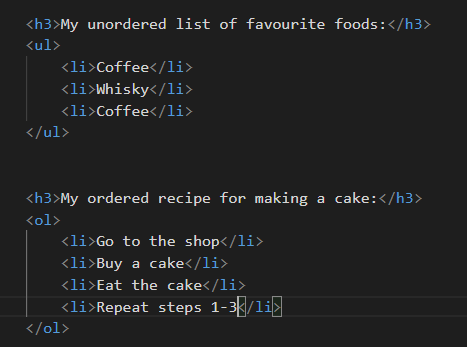 <h3>My unordered list of favourite foods:</h3>
<ul>
<li>Coffee</li>
<li>Whisky</li>
<li>Coffee</li>
</ul>
<h3>My ordered recipe for making a cake:</h3>
<ol>
<li>Go to the shop</li>
<li>Buy a cake</li>
<li>Eat the cake</li>
<li>Repeat steps 1-3</li>
</ol>